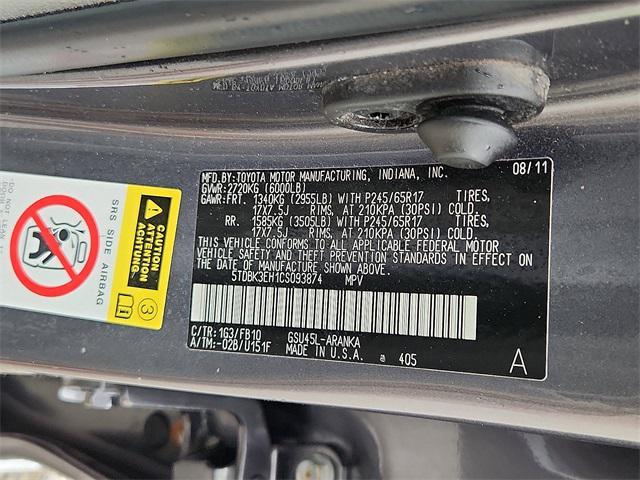 MFD.BY:TOYOTA MOTOR MANUFACTURING, INDIANA, INC. 08/11
GVWR:2720KG (6000LB)
GAWR:FRT. 1340KG (2955LB) WITH P245/65R17 TIRES,
17X7.5J RIMS, AT 210KPA (30PSI) COLD
RR. 1585KG (3505LB) WITH P245/65R17 TIRES,
17X7.5J RIMS, AT 210KPA (30PSI) COLD.
THIS VEHICLE CONFORMS TO ALL APPLICABLE FEDERAL MOTOR
VEHICLE SAFETY AND THEFT PREVENTION STANDARDS IN EFFECT ON
THE DATE OF MANUFACTURE SHOWN ABOVE.
5TDBK3EH1CS093874 MPV
C/TR:1G3/FB10 GSU45L-ARANKA
A/TM:-02B/U151F MADE IN U.S.A. a 405
A
DO NOT LEAN
SRS SIDE AIRBAG
CAUTION
ATTENTION
ACHTUNG
3